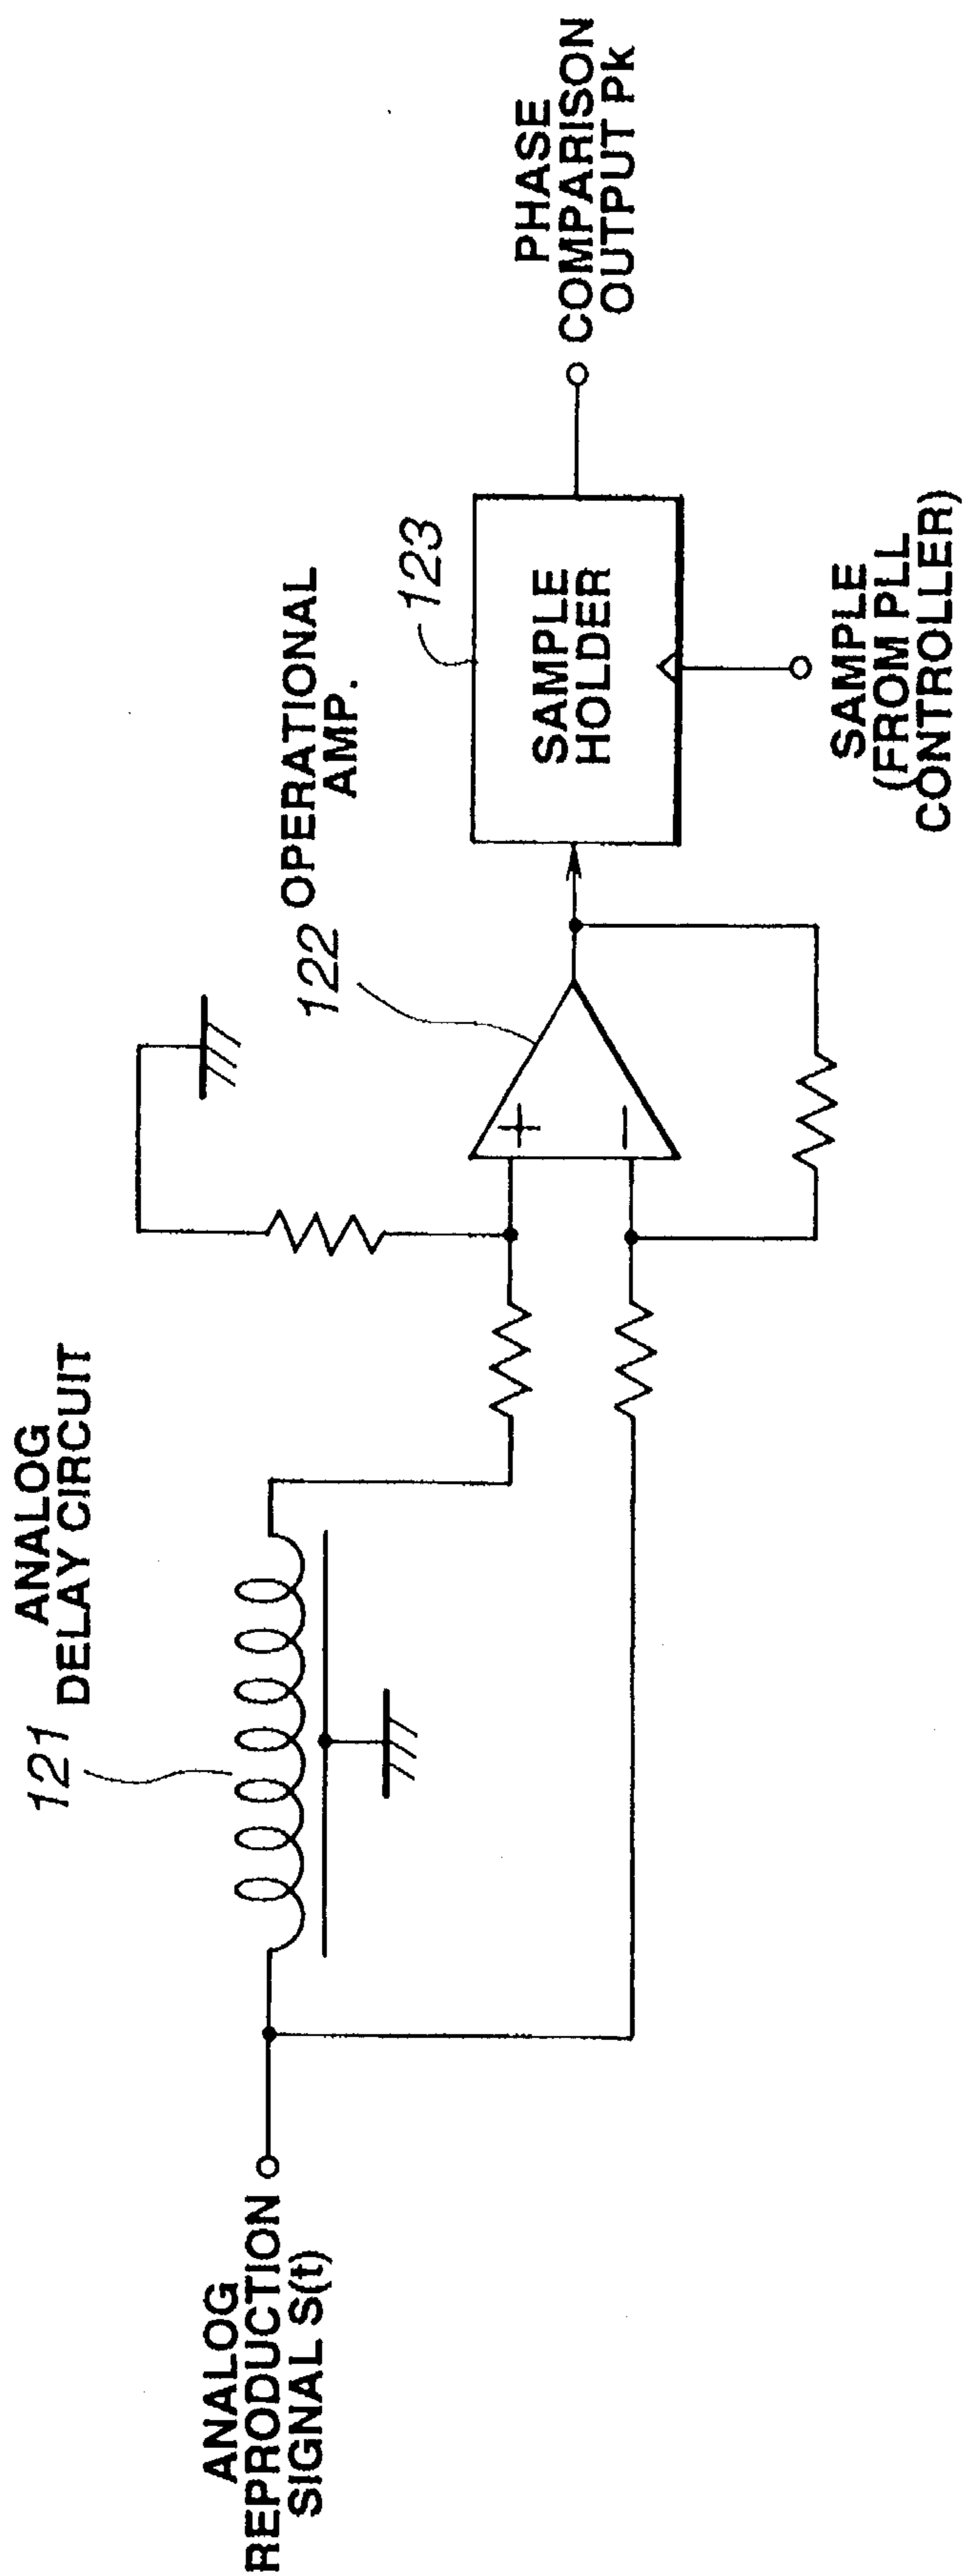 ANALOG
REPRODUCTION
SIGNAL S(t)
121
ANALOG
DELAY CIRCUIT
122
OPERATIONAL
AMP.
+
−
123
SAMPLE
HOLDER
SAMPLE
(FROM PLL
CONTROLLER)
PHASE
COMPARISON
OUTPUT Pk